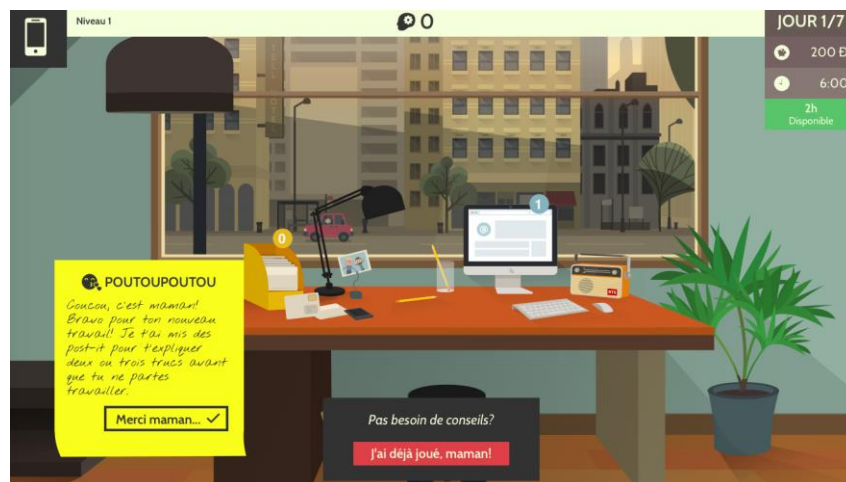 Niveau 1
0
JOUR 1/7
200 Đ
6:00
2h
Disponible
1
0
POUTOUPOUTOU
Coucou, c'est maman!
Bravo pour ton nouveau
travail! Je t'ai mis des
post-it pour t'expliquer
deux ou trois trucs avant
que tu ne partes
travailler.
Merci maman...
Pas besoin de conseils?
J'ai déjà joué, maman!